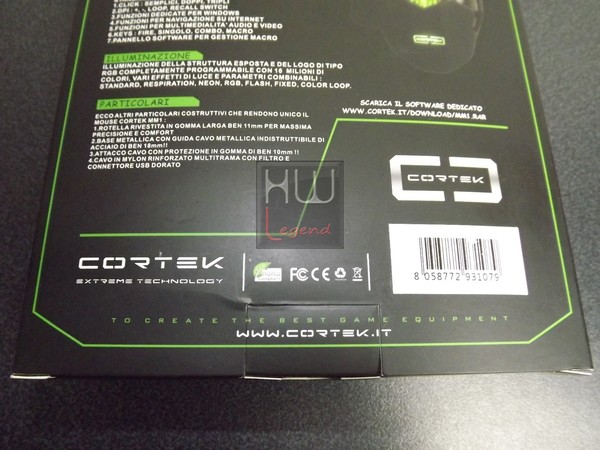 1.CLICK : SEMPLICI, DOPPI, TRIPLI
2.DPI : +, -, LOOP, RECALL SWITCH
3.FUNZIONI DEDICATE PER WINDOWS
4.FUNZIONI PER NAVIGAZIONE SU INTERNET
5.FUNZIONI PER MULTIMEDIALITA' AUDIO E VIDEO
6.KEYS : FIRE, SINGOLO, COMBO, MACRO
7.PANNELLO SOFTWARE PER GESTIONE MACRO
ILLUMINAZIONE
ILLUMINAZIONE DELLA STRUTTURA ESPOSTA E DEL LOGO DI TIPO
RGB COMPLETAMENTE PROGRAMMABILE CON 16 MILIONI DI
COLORI, VARI EFFETTI DI LUCE E PARAMETRI COMBINABILI :
STANDARD, RESPIRATION, NEON, RGB, FLASH, FIXED, COLOR LOOP.
PARTICOLARI
ECCO ALTRI PARTICOLARI COSTRUTTIVI CHE RENDONO UNICO IL
MOUSE CORTEK MM1 :
1.ROTELLA RIVESTITA IN GOMMA LARGA BEN 11mm PER MASSIMA
PRECISIONE E COMFORT
2.BASE METALLICA CON GUIDA CAVO METALLICA INDISTRUTTIBILE DI
ACCIAIO DI BEN 18mm!!
3.ATTACCO CAVO CON PROTEZIONE IN GOMMA DI BEN 10mm !!
4.CAVO IN MYLON RINFORZATO MULTITRAMA CON FILTRO E
CONNETTORE USB DORATO
SCARICA IL SOFTWARE DEDICATO
WWW.CORTEK.IT/DOWNLOAD/MM1.RAR
CORTEK
HW
Legend
8 058772 931079
CORTEK
EXTREME TECHNOLOGY
FC CE
TO CREATE THE BEST GAME EQUIPMENT
WWW.CORTEK.IT